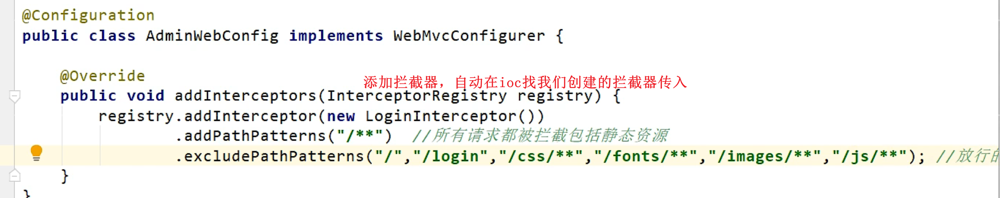 @Configuration
public class AdminWebConfig implements WebMvcConfigurer {
@Override
添加拦截器，自动在ioc找我们创建的拦截器传入
public void addInterceptors(InterceptorRegistry registry) {
registry.addInterceptor(new LoginInterceptor())
.addPathPatterns("/**")  //所有请求都被拦截包括静态资源
.excludePathPatterns("/","/login","/css/**","/fonts/**","/images/**","/js/**"); //放行的
}
}